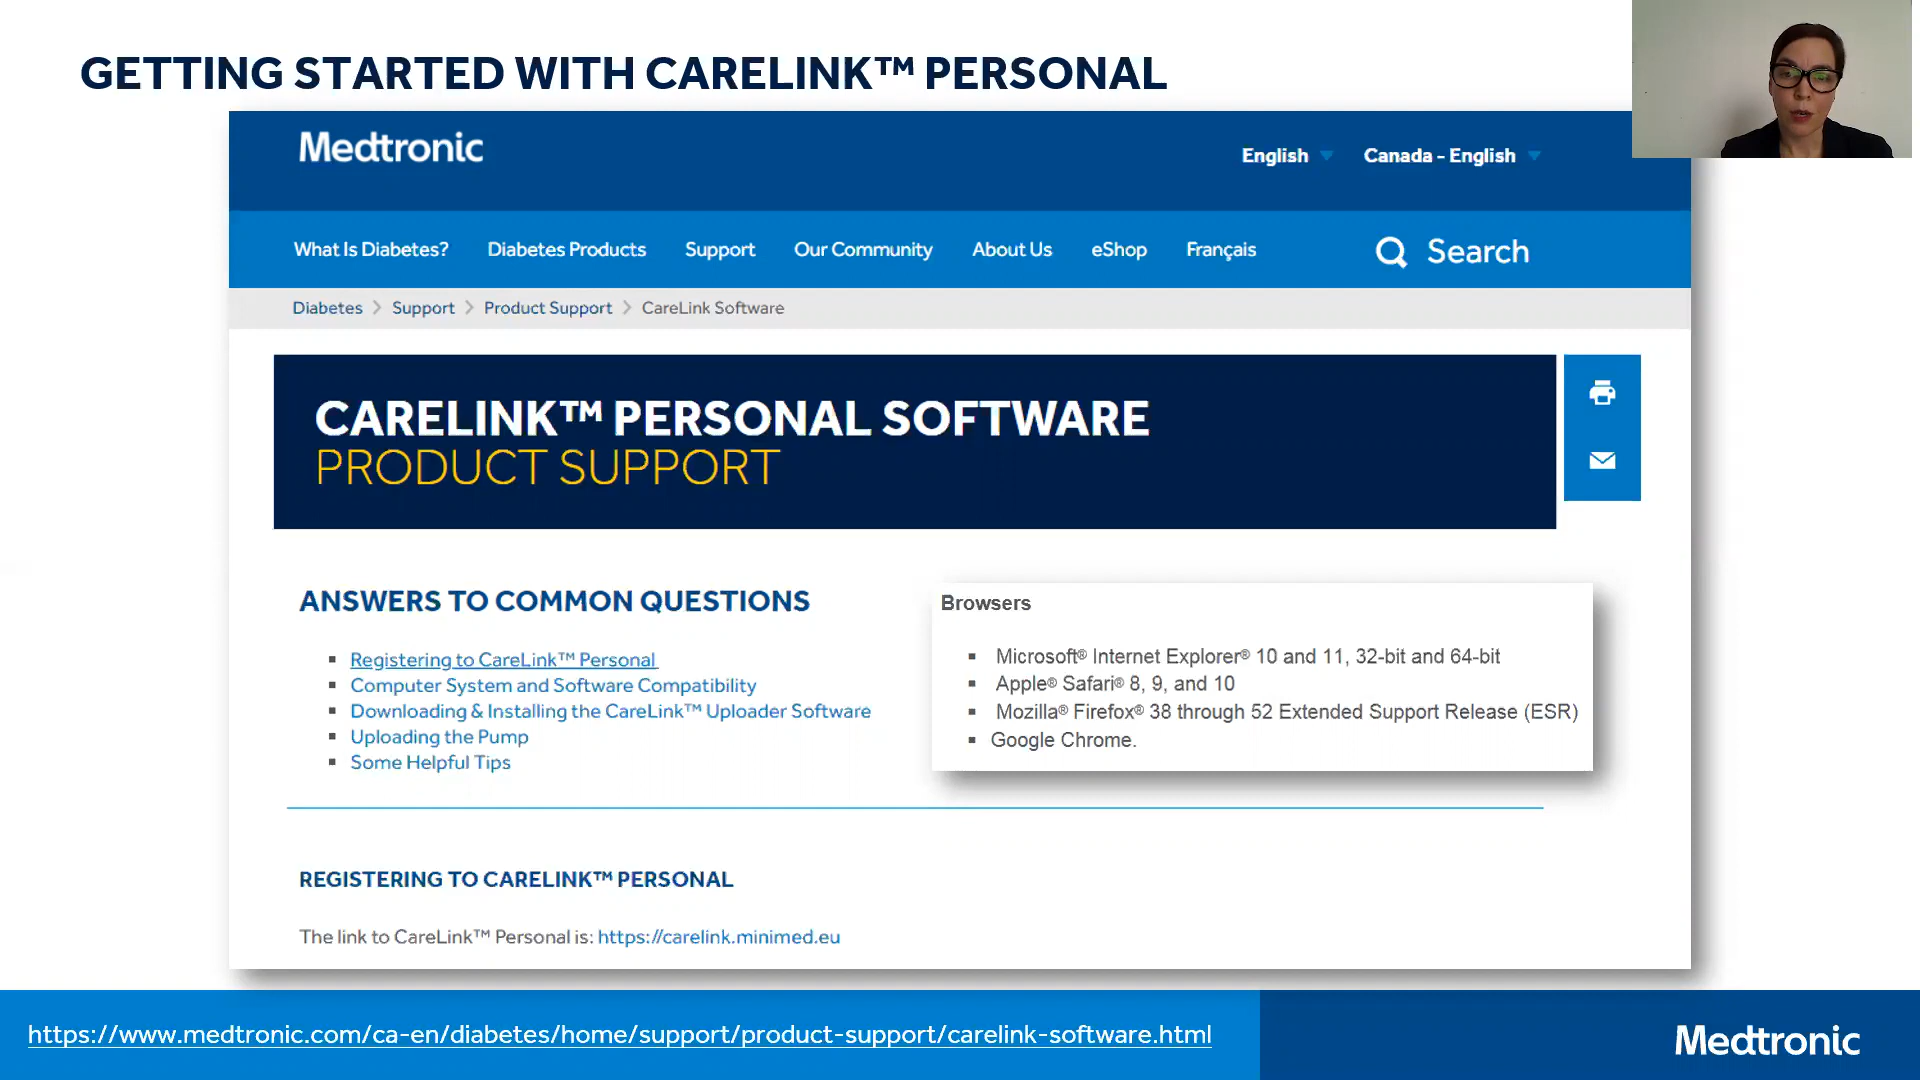 GETTING STARTED WITH CARELINK™ PERSONAL
Medtronic
English
Canada - English
What Is Diabetes? Diabetes Products Support Our Community About Us eShop Français Search
Diabetes > Support > Product Support > CareLink Software
CARELINK™ PERSONAL SOFTWARE
PRODUCT SUPPORT
ANSWERS TO COMMON QUESTIONS
▪ Registering to CareLink™ Personal
▪ Computer System and Software Compatibility
▪ Downloading & Installing the CareLink™ Uploader Software
▪ Uploading the Pump
▪ Some Helpful Tips
Browsers
▪ Microsoft® Internet Explorer® 10 and 11, 32-bit and 64-bit
▪ Apple® Safari® 8, 9, and 10
▪ Mozilla® Firefox® 38 through 52 Extended Support Release (ESR)
▪ Google Chrome.
REGISTERING TO CARELINK™ PERSONAL
The link to CareLink™ Personal is: https://carelink.minimed.eu
https://www.medtronic.com/ca-en/diabetes/home/support/product-support/carelink-software.html
Medtronic